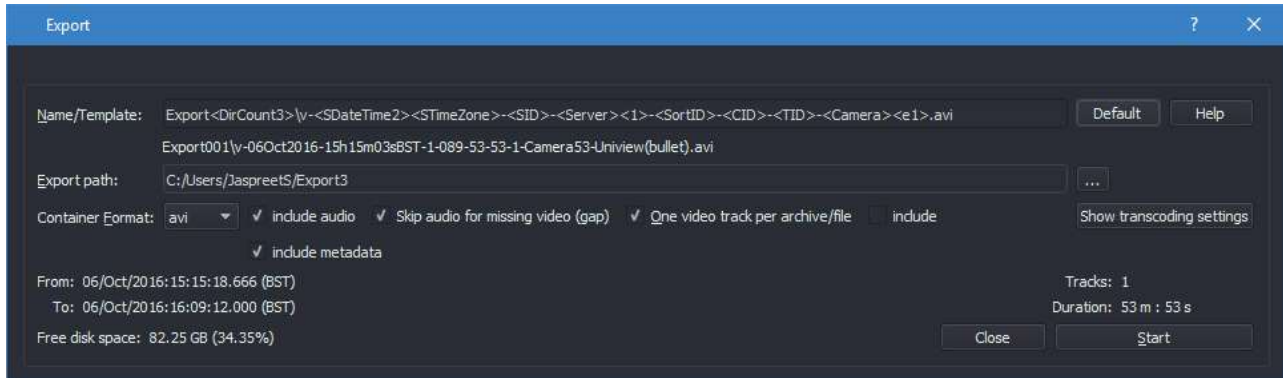 Export ?
Name/Template: Export<DirCount3>\v-<SDateTime2><STimeZone>-<SID>-<Server><1>-<SortID>-<CID>-<TID>-<Camera><e1>.avi Default Help
Export001\v-06Oct2016-15h15m03sBST-1-089-53-53-1-Camera53-Uniview(bullet).avi
Export path: C:/Users/JaspreetS/Export3 ...
Container Format: avi include audio Skip audio for missing video (gap) One video track per archive/file include Show transcoding settings
include metadata
From: 06/Oct/2016:15:15:18.666 (BST) Tracks: 1
To: 06/Oct/2016:16:09:12.000 (BST) Duration: 53 m : 53 s
Free disk space: 82.25 GB (34.35%) Close Start